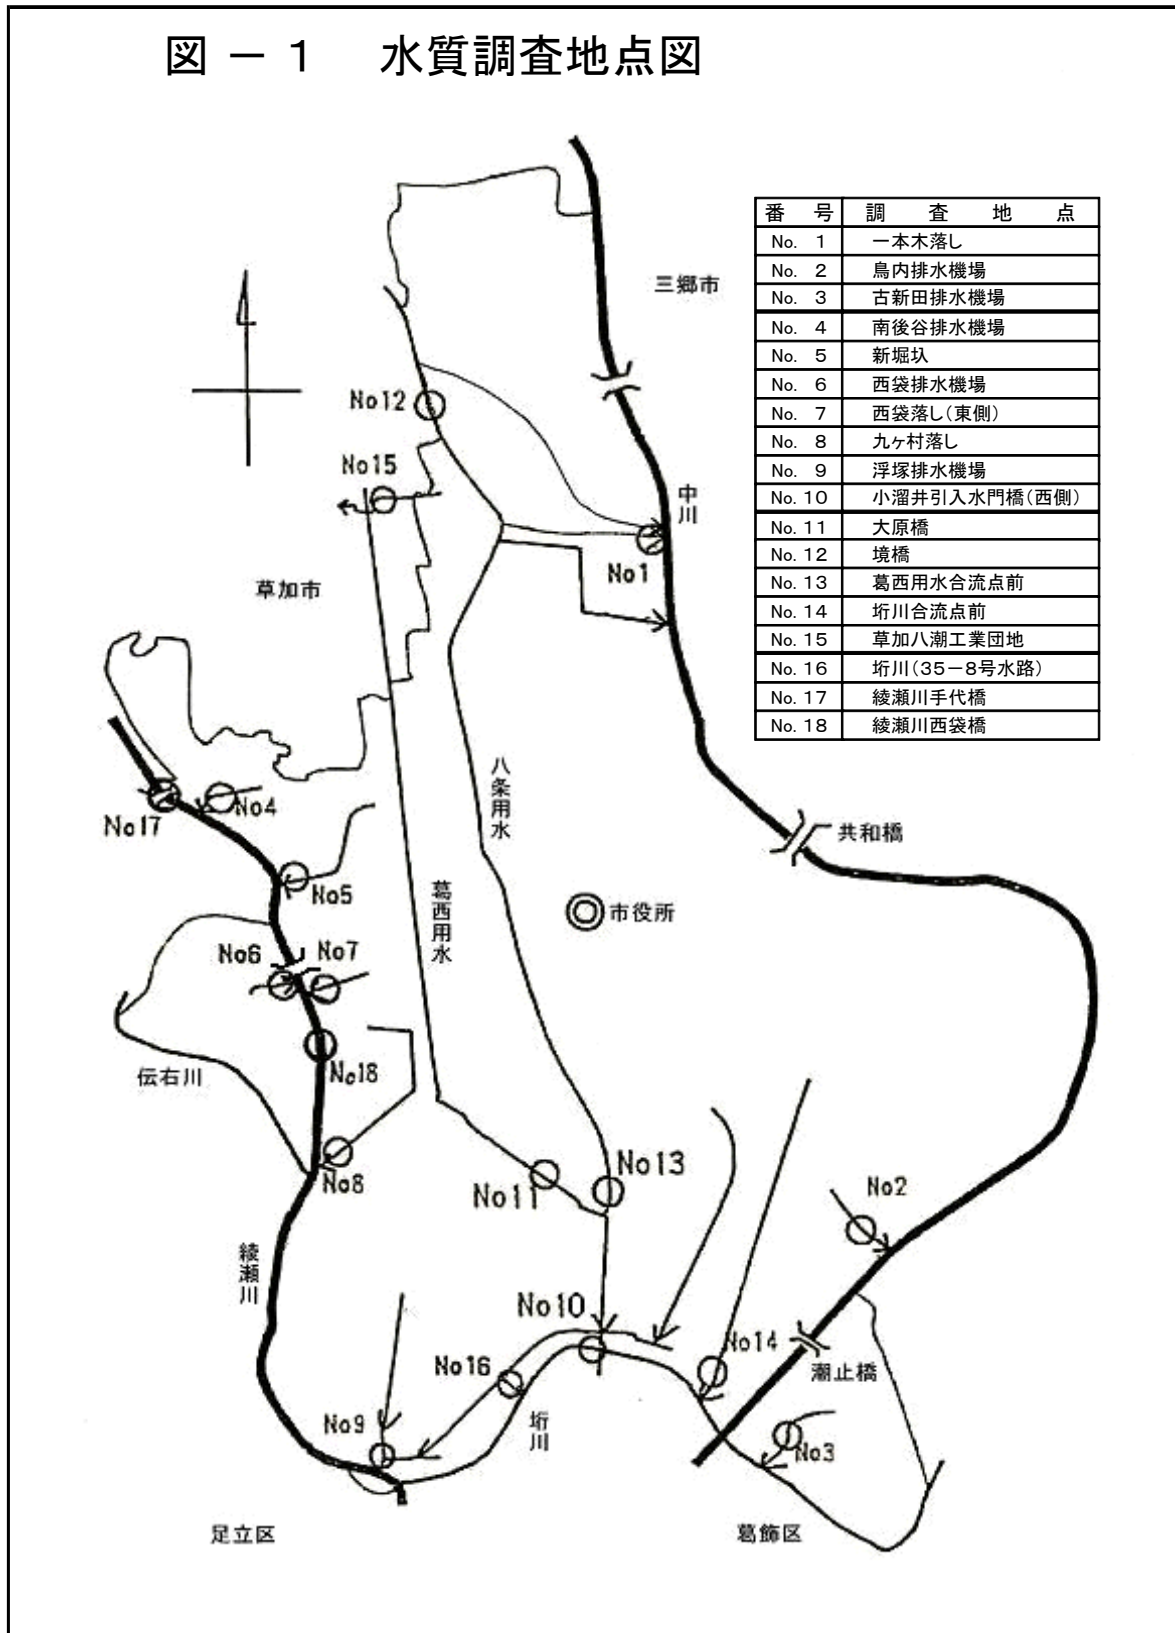 図 － 1　水質調査地点図
番　号　調　査　地　点
No. 1　一本木落し
No. 2　鳥内排水機場
No. 3　古新田排水機場
No. 4　南後谷排水機場
No. 5　新堀圦
No. 6　西袋排水機場
No. 7　西袋落し（東側）
No. 8　九ヶ村落し
No. 9　浮塚排水機場
No. 10　小溜井引入水門橋（西側）
No. 11　大原橋
No. 12　境橋
No. 13　葛西用水合流点前
No. 14　垳川合流点前
No. 15　草加八潮工業団地
No. 16　垳川（35－8号水路）
No. 17　綾瀬川手代橋
No. 18　綾瀬川西袋橋
三郷市
No12
No15
中川
No1
草加市
八条用水
No4
No17
共和橋
No5
葛西用水
市役所
No6
No7
No18
伝右川
No8
No11
No13
No2
綾瀬川
No10
No14
No16
潮止橋
No9
垳川
No3
足立区
葛飾区